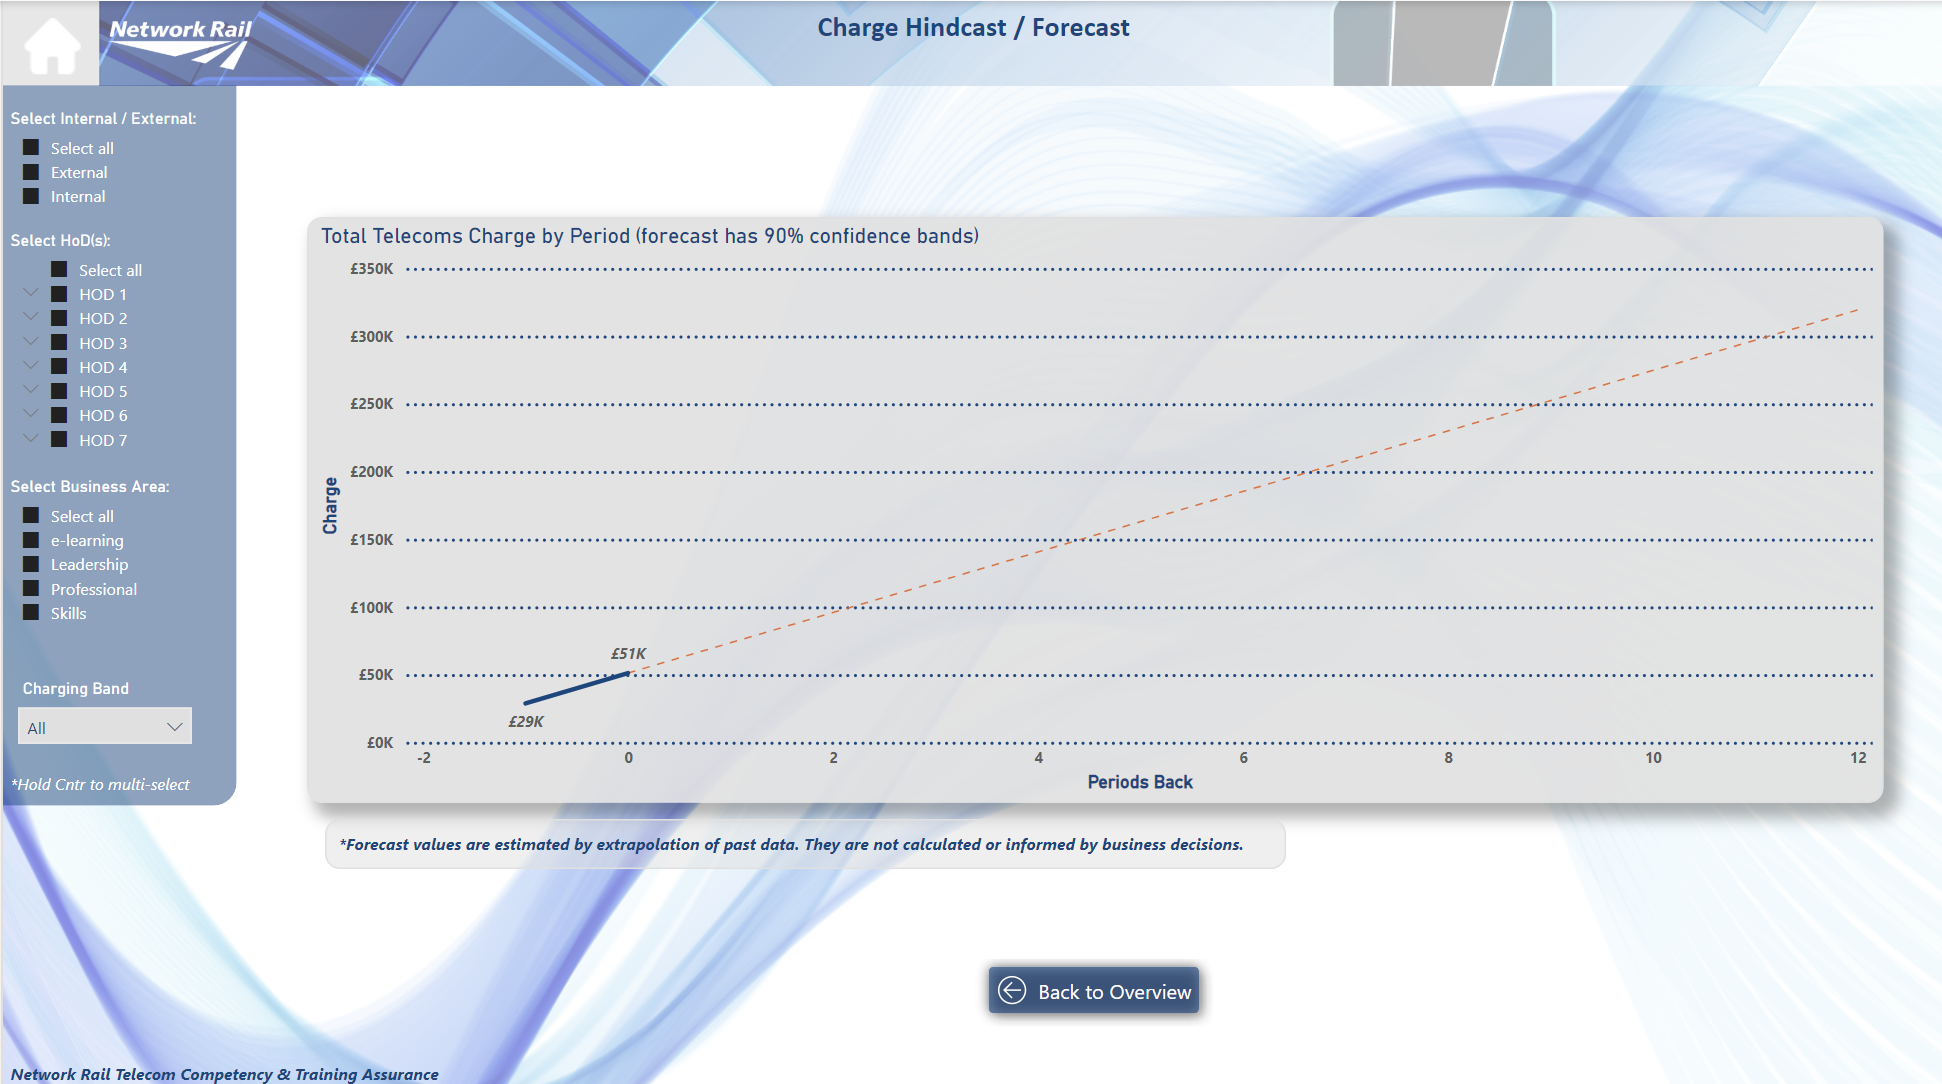 Network Rail
Charge Hindcast / Forecast
Select Internal / External:
Select all
External
Internal
Select HoD(s):
Select all
HOD 1
HOD 2
HOD 3
HOD 4
HOD 5
HOD 6
HOD 7
Select Business Area:
Select all
e-learning
Leadership
Professional
Skills
Charging Band
All
*Hold Cntr to multi-select
Total Telecoms Charge by Period (forecast has 90% confidence bands)
£350K
£300K
£250K
£200K
£150K
£100K
£50K
£0K
Charge
£51K
£29K
-2 0 2 4 6 8 10 12
Periods Back
*Forecast values are estimated by extrapolation of past data. They are not calculated or informed by business decisions.
Back to Overview
Network Rail Telecom Competency & Training Assurance